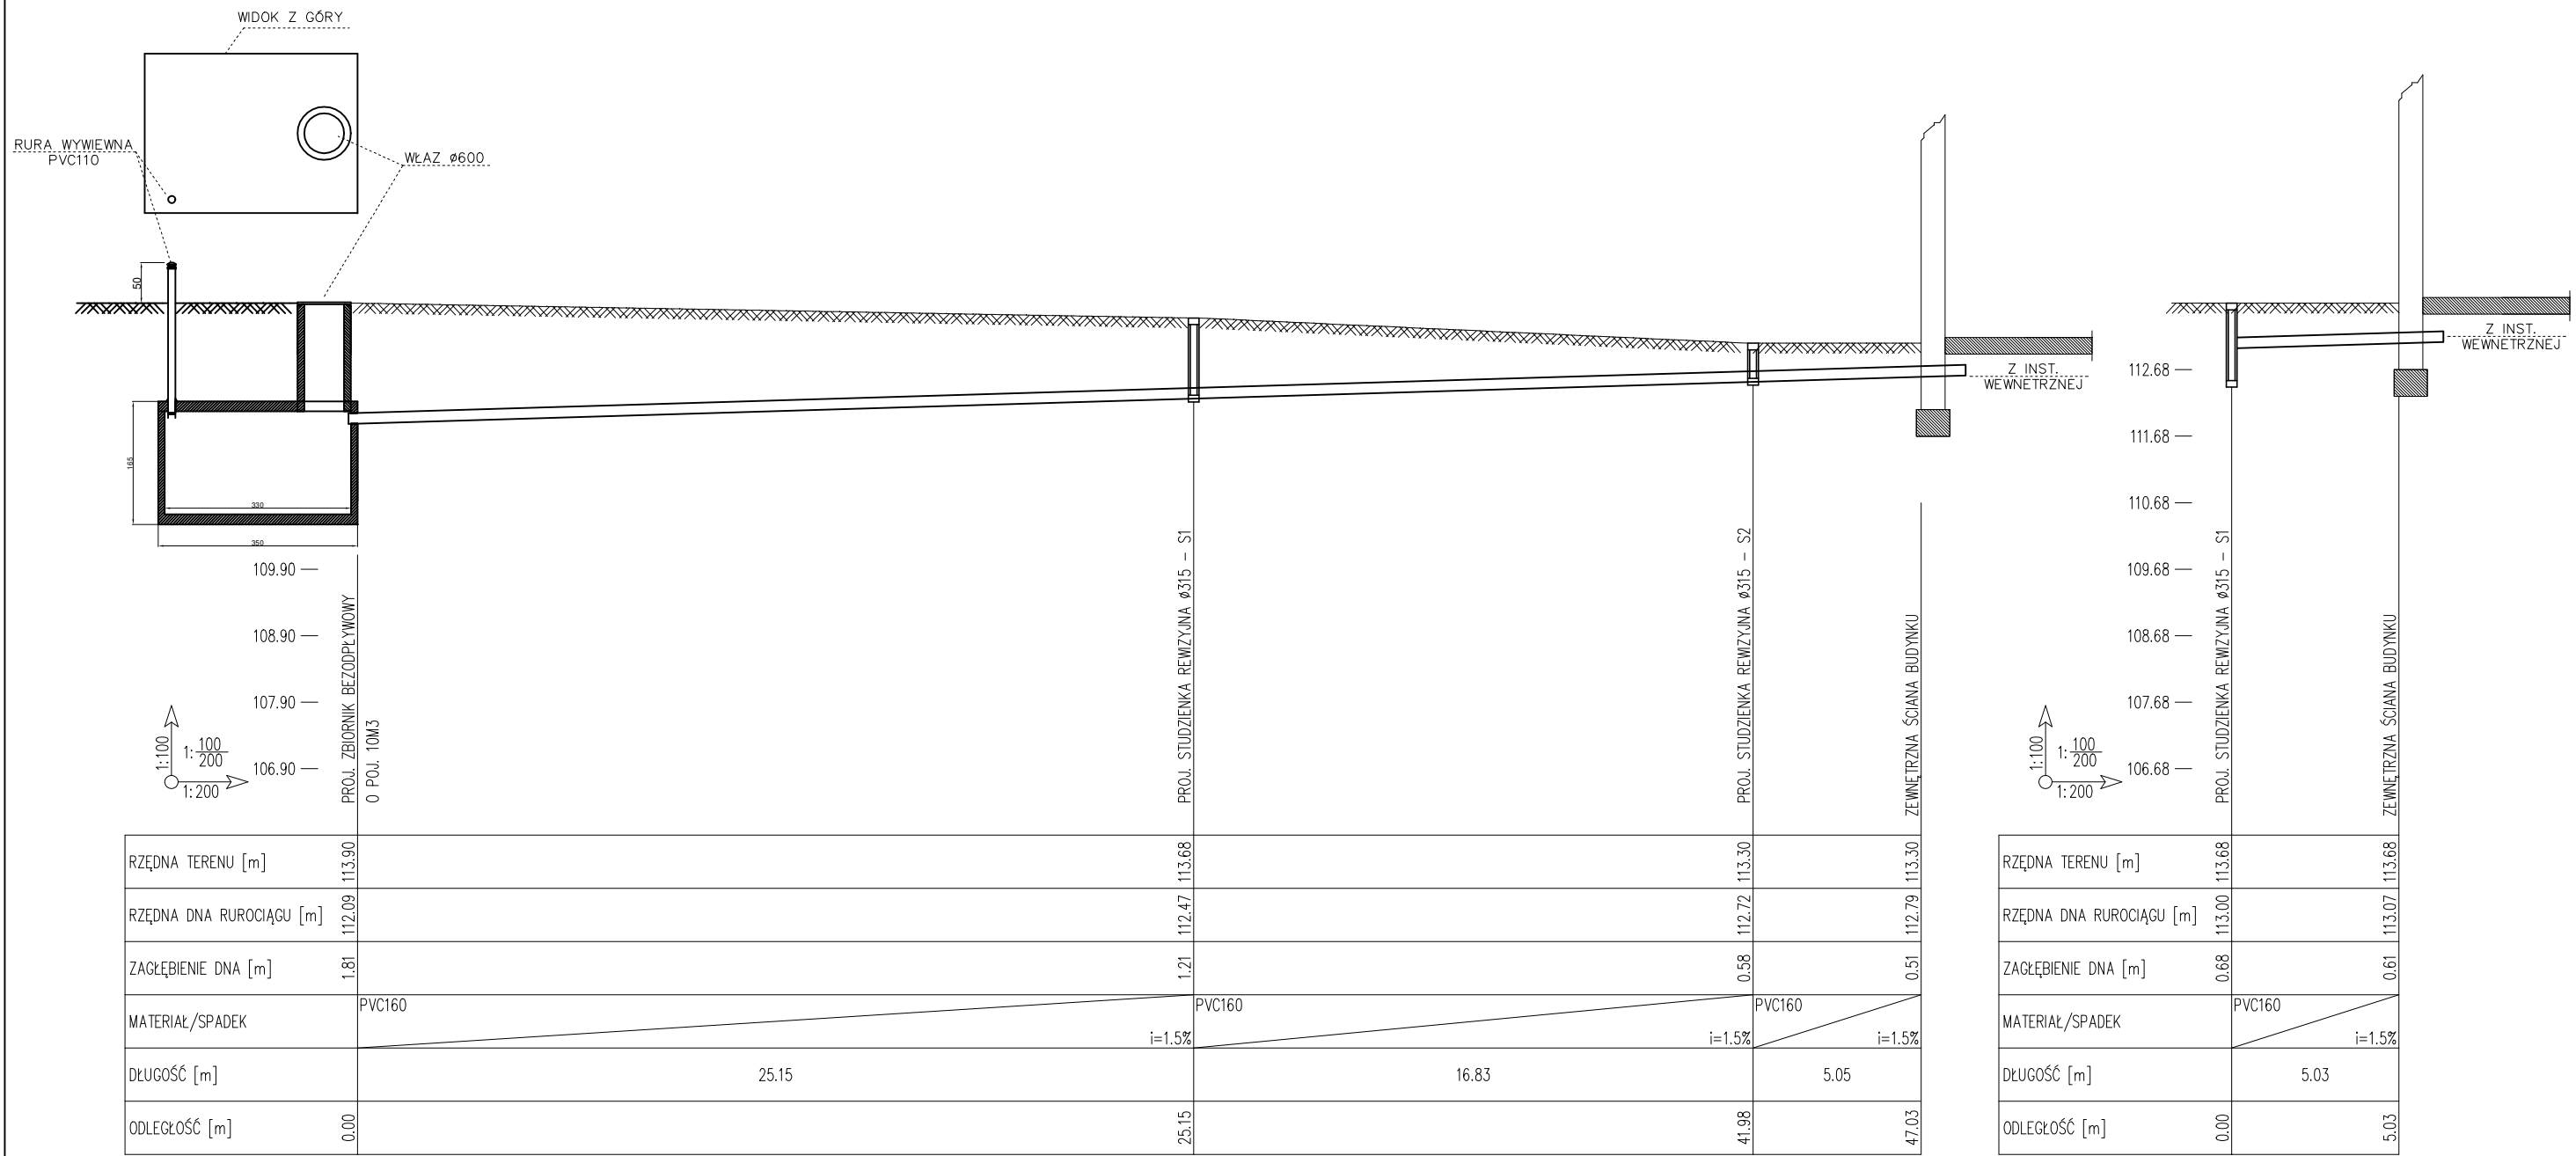 WIDOK Z GÓRY
RURA WYWIEWNA
PVC110
WŁAZ ø600
50
165
330
350
Z INST.
WEWNETRZNEJ
109.90
108.90
107.90
106.90
1:100
1: 100/200
1:200
PROJ. ZBIORNIK BEZODPŁYWOWY
O POJ. 10M3
PROJ. STUDZIENKA REWIZYJNA ø315 - S1
PROJ. STUDZIENKA REWIZYJNA ø315 - S2
ZEWNĘTRZNA ŚCIANA BUDYNKU
RZĘDNA TERENU [m] 113.90 113.68 113.30 113.30
RZĘDNA DNA RUROCIĄGU [m] 112.09 112.47 112.72 112.79
ZAGŁĘBIENIE DNA [m] 1.81 1.21 0.58 0.51
MATERIAŁ/SPADEK PVC160 i=1.5% PVC160 i=1.5% PVC160 i=1.5%
DŁUGOŚĆ [m] 25.15 16.83 5.05
ODLEGŁOŚĆ [m] 0.00 25.15 41.98 47.03
Z INST.
WEWNETRZNEJ
112.68
111.68
110.68
109.68
108.68
107.68
106.68
1:100
1: 100/200
1:200
PROJ. STUDZIENKA REWIZYJNA ø315 - S1
ZEWNĘTRZNA ŚCIANA BUDYNKU
RZĘDNA TERENU [m] 113.68 113.68
RZĘDNA DNA RUROCIĄGU [m] 113.00 113.07
ZAGŁĘBIENIE DNA [m] 0.68 0.61
MATERIAŁ/SPADEK PVC160 i=1.5%
DŁUGOŚĆ [m] 5.03
ODLEGŁOŚĆ [m] 0.00 5.03